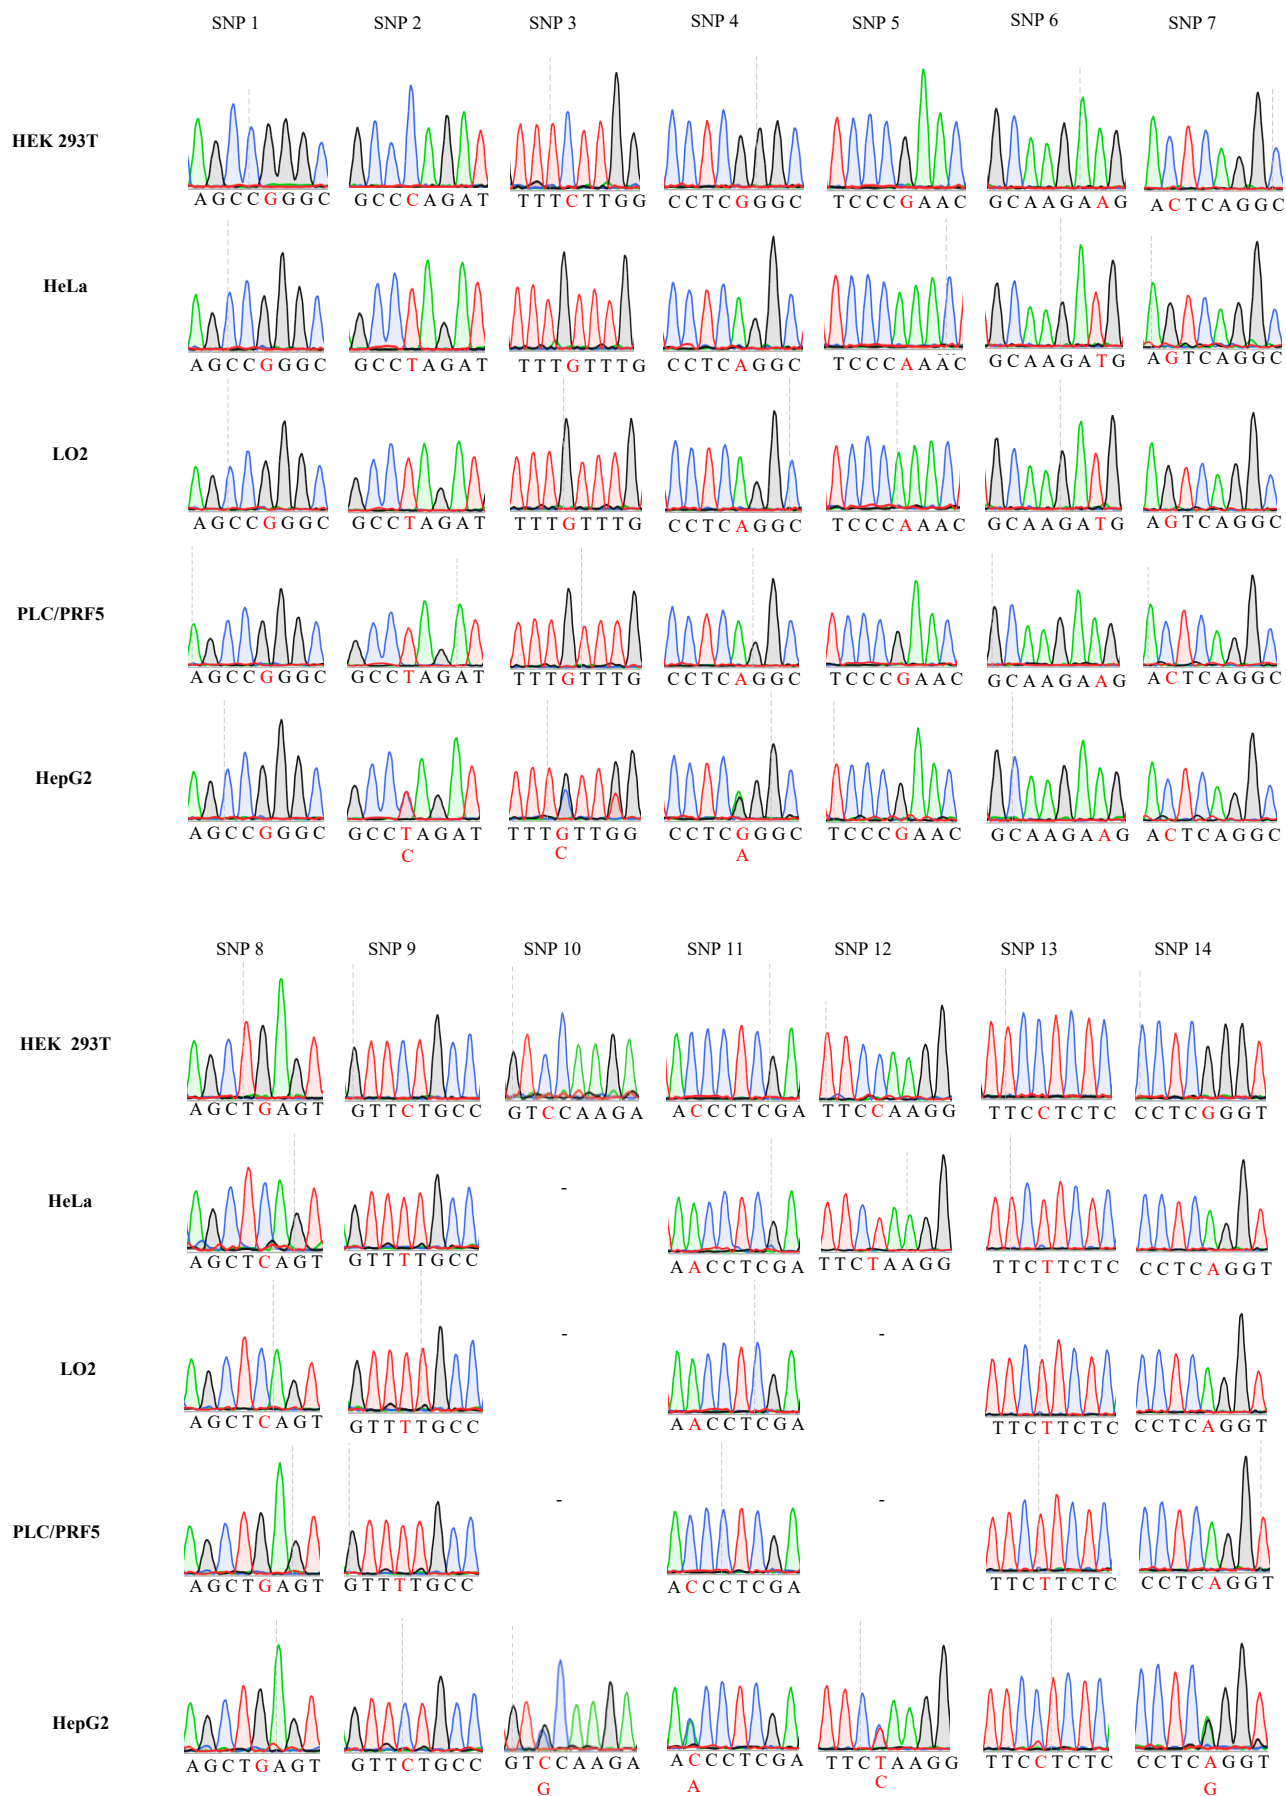 SNP 1 SNP 2 SNP 3 SNP 4 SNP 5 SNP 6 SNP 7
HEK 293T
AGCCGGGC GCCCAGAT TTTCTTGG CCTCGGGC TCCCGAAC GCAAGAAG ACTCAGGC
HeLa
AGCCGGGC GCCTAGAT TTTGTTTG CCTCAGGC TCCCAAAC GCAAGATG AGTCAGGC
LO2
AGCCGGGC GCCTAGAT TTTGTTTG CCTCAGGC TCCCAAAC GCAAGATG AGTCAGGC
PLC/PRF5
AGCCGGGC GCCTAGAT TTTGTTTG CCTCAGGC TCCCGAAC GCAAGAAG ACTCAGGC
HepG2
AGCCGGGC GCCTAGAT TTTGTTGG CCTCGGGC TCCCGAAC GCAAGAAG ACTCAGGC
C C A
SNP 8 SNP 9 SNP 10 SNP 11 SNP 12 SNP 13 SNP 14
HEK 293T
AGCTGAGT GTTCTGCC GTCCAAGA ACCCTCGA TTCCAAGG TTCCTCTC CCTCGGGT
HeLa
-
AGCTCAGT GTTTTGCC AACCTCGA TTCTAAGG TTCTTCTC CCTCAGGT
LO2
- -
AGCTCAGT GTTTTGCC AACCTCGA TTCTTCTC CCTCAGGT
PLC/PRF5
- -
AGCTGAGT GTTTTGCC ACCCTCGA TTCTTCTC CCTCAGGT
HepG2
AGCTGAGT GTTCTGCC GTCCAAGA ACCCTCGA TTCTAAGG TTCCTCTC CCTCAGGT
G A C G